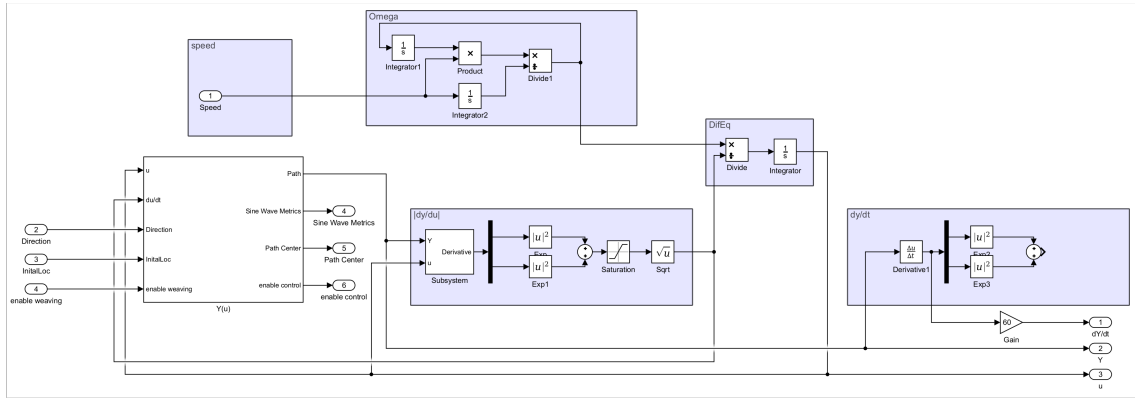 Omega
speed
1
s
Integrator1
Product
Divide1
1
Speed
1
s
Integrator2
DifEq
Divide
1
s
Integrator
u
Path
du/dt
Sine Wave Metrics
4
Sine Wave Metrics
2
Direction
Direction
Path Center
5
Path Center
3
InitalLoc
InitalLoc
4
enable weaving
enable weaving
enable control
6
enable control
Y(u)
|dy/du|
Y
u
Derivative
Subsystem
|u|²
|u|²
Exp1
Saturation
√u
Sqrt
dy/dt
Δu
Δt
Derivative1
|u|²
Exp2
|u|²
Exp3
60
Gain
1
dY/dt
2
Y
3
u